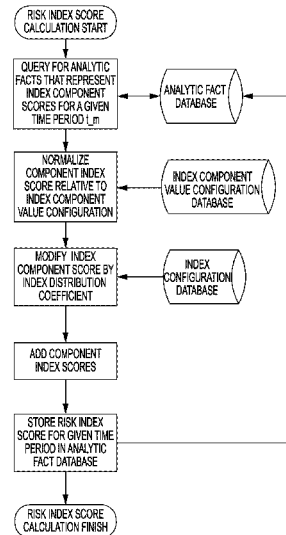 RISK INDEX SCORE
CALCULATION START
QUERY FOR ANALYTIC
FACTS THAT REPRESENT
INDEX COMPONENT
SCORES FOR A GIVEN
TIME PERIOD t_m
ANALYTIC FACT
DATABASE
NORMALIZE
COMPONENT INDEX
SCORE RELATIVE TO
INDEX COMPONENT
VALUE CONFIGURATION
INDEX COMPONENT
VALUE CONFIGURATION
DATABASE
MODIFY INDEX
COMPONENT SCORE BY
INDEX DISTRIBUTION
COEFFICIENT
INDEX
CONFIGURATION
DATABASE
ADD COMPONENT
INDEX SCORES
STORE RISK INDEX
SCORE FOR GIVEN TIME
PERIOD IN ANALYTIC
FACT DATABASE
RISK INDEX SCORE
CALCULATION FINISH